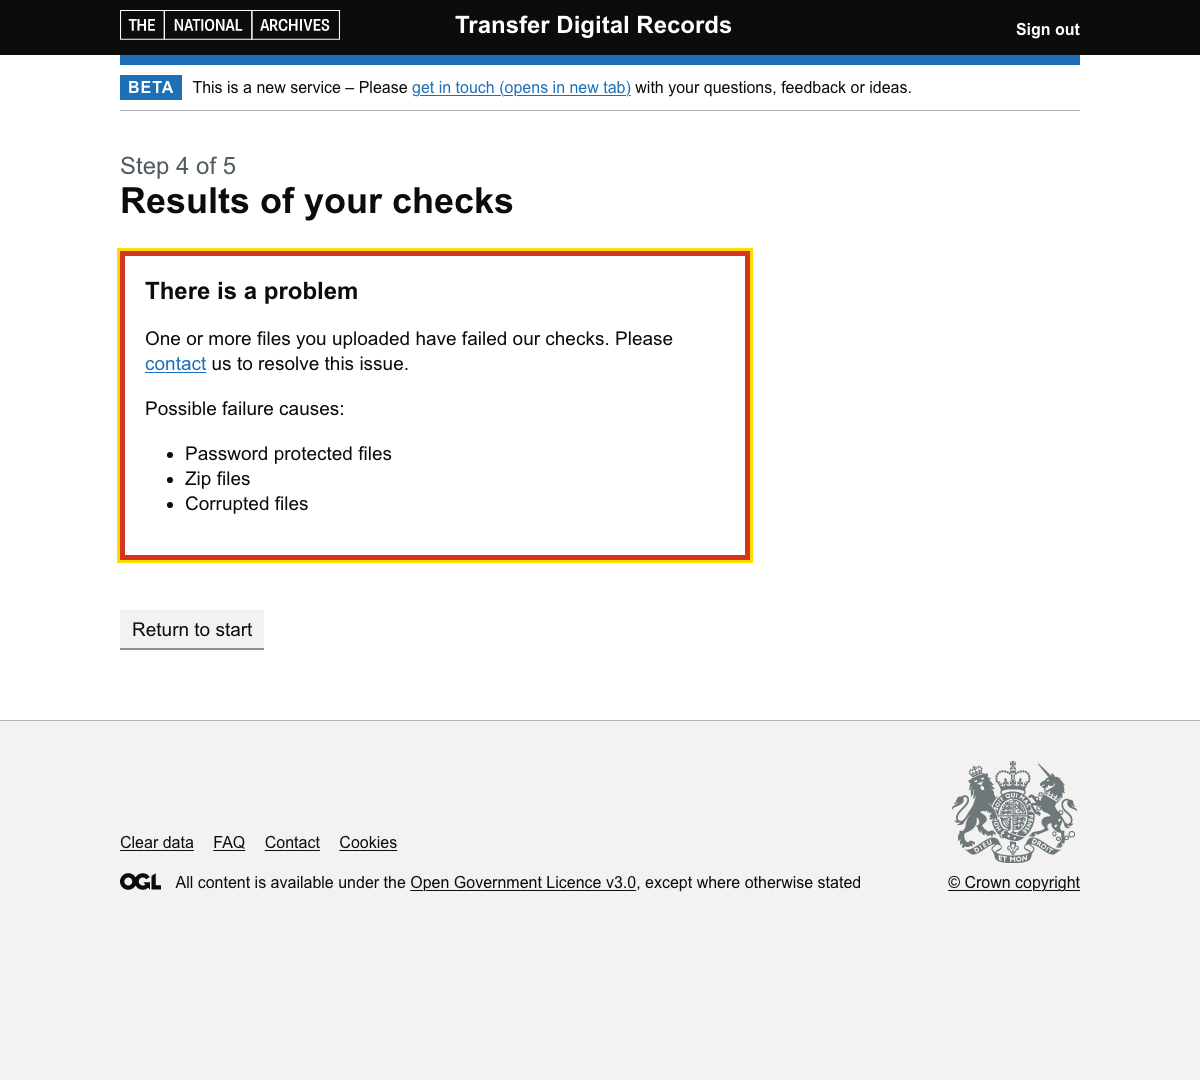 THE NATIONAL ARCHIVES
Transfer Digital Records
Sign out
BETA This is a new service – Please get in touch (opens in new tab) with your questions, feedback or ideas.
Step 4 of 5
Results of your checks
There is a problem
One or more files you uploaded have failed our checks. Please
contact us to resolve this issue.
Possible failure causes:
• Password protected files
• Zip files
• Corrupted files
Return to start
Clear data FAQ Contact Cookies
DIEU ET MON DROIT
OGL All content is available under the Open Government Licence v3.0, except where otherwise stated
© Crown copyright